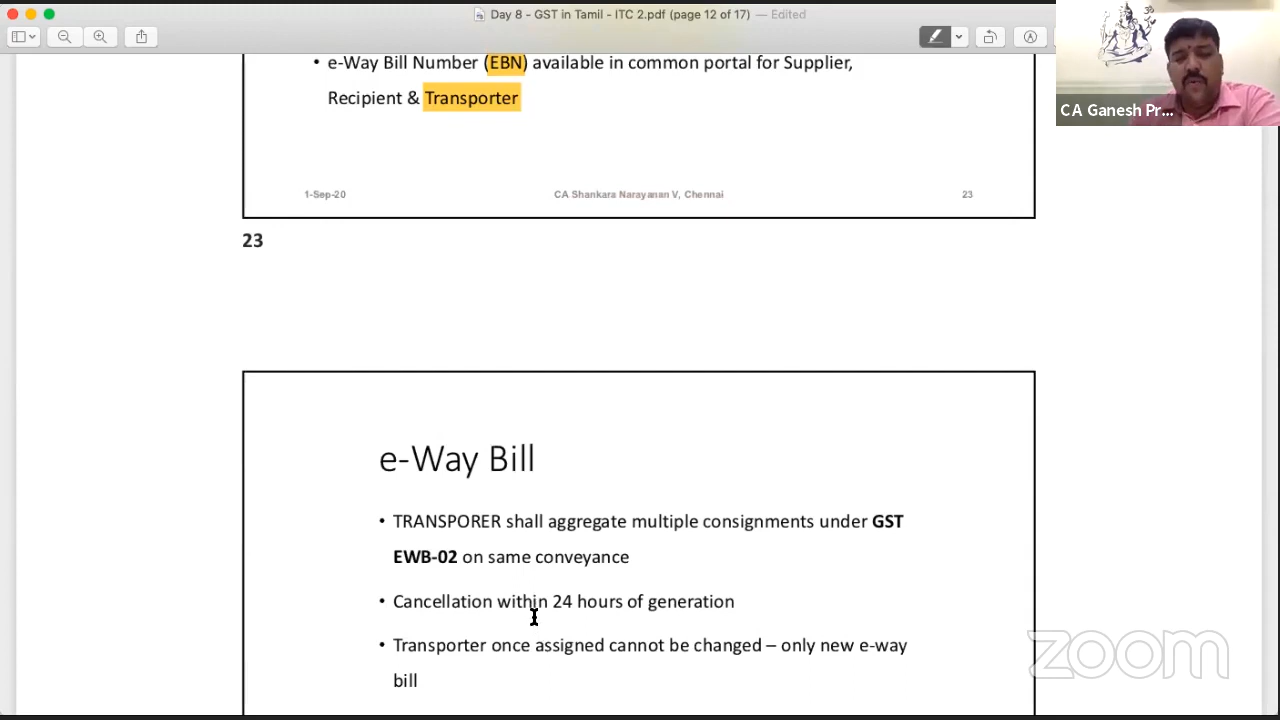 Day 8 - GST in Tamil - ITC 2.pdf (page 12 of 17) — Edited
• e-Way Bill Number (EBN) available in common portal for Supplier,
Recipient & Transporter
CA Ganesh Pr...
1-Sep-20
CA Shankara Narayanan V, Chennai
23
23
e-Way Bill
• TRANSPORER shall aggregate multiple consignments under GST
EWB-02 on same conveyance
• Cancellation within 24 hours of generation
• Transporter once assigned cannot be changed – only new e-way
bill
zoom